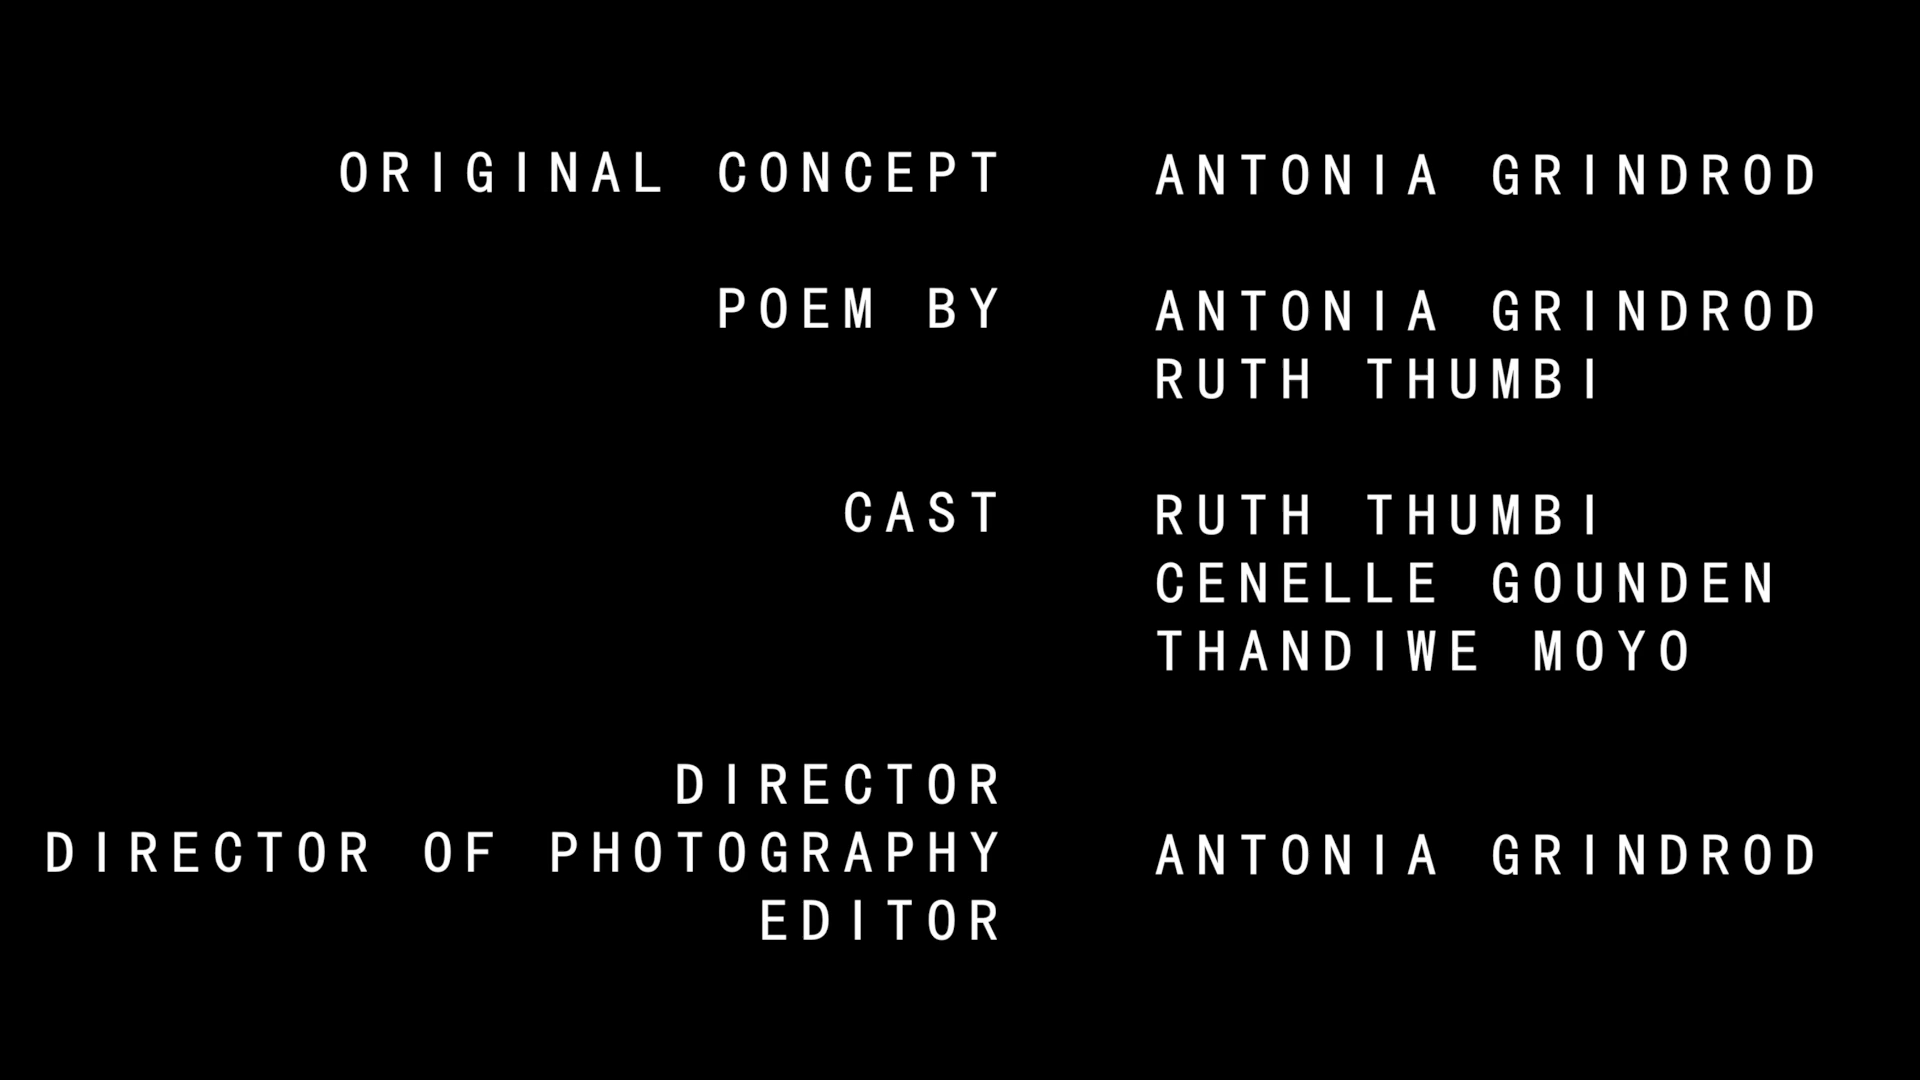 ORIGINAL CONCEPT ANTONIA GRINDROD
POEM BY ANTONIA GRINDROD
RUTH THUMBI
CAST RUTH THUMBI
CENELLE GOUNDEN
THANDIWE MOYO
DIRECTOR
DIRECTOR OF PHOTOGRAPHY ANTONIA GRINDROD
EDITOR